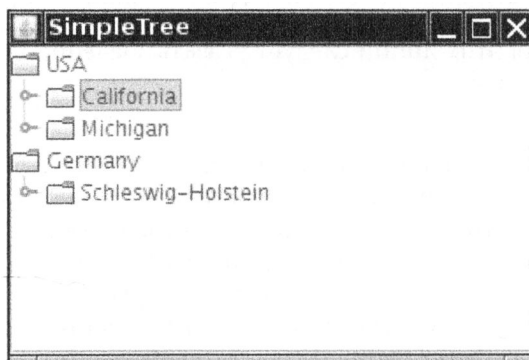 SimpleTree
USA
California
Michigan
Germany
Schleswig-Holstein